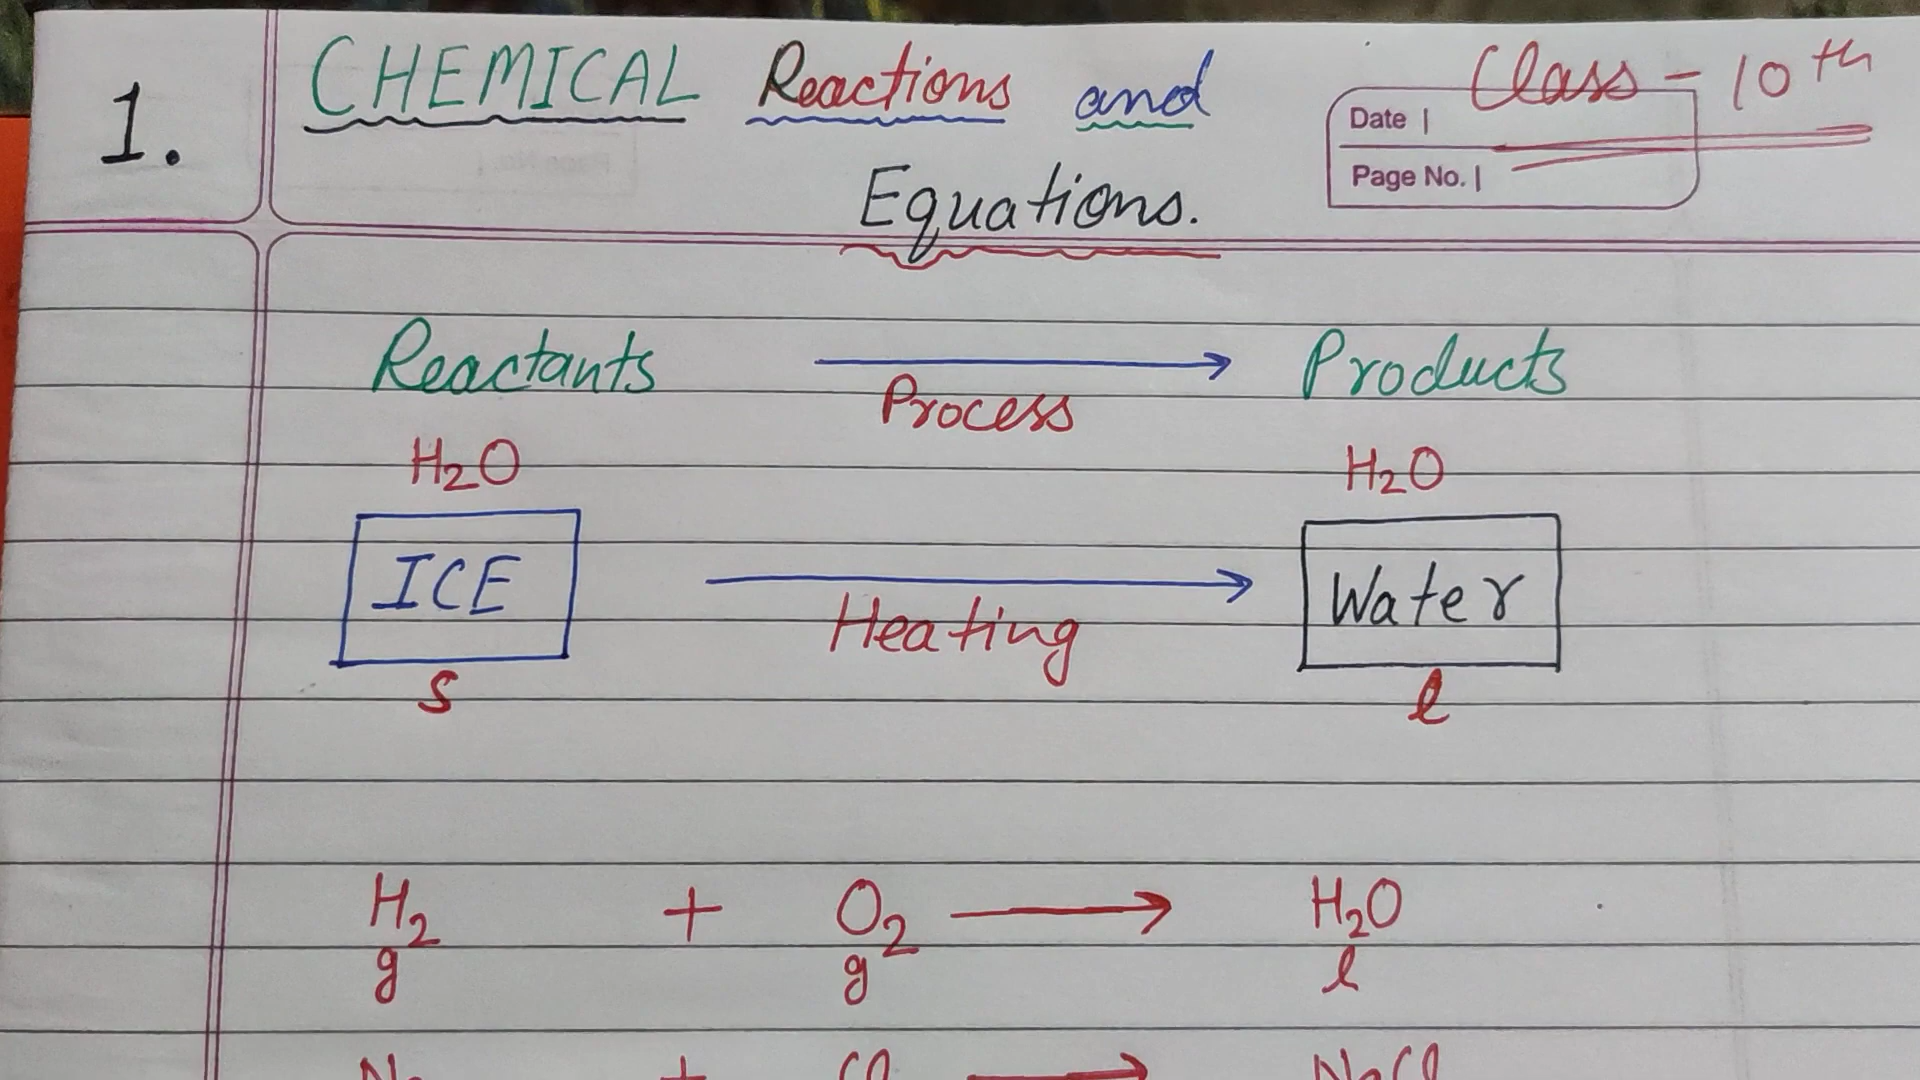 1.
CHEMICAL Reactions and
Equations.
Class - 10th
Date |
Page No. |
Reactants → Products
Process
H₂O H₂O
ICE → Water
Heating
s l
H₂ + O₂ → H₂O
g g l
+ → NaCl